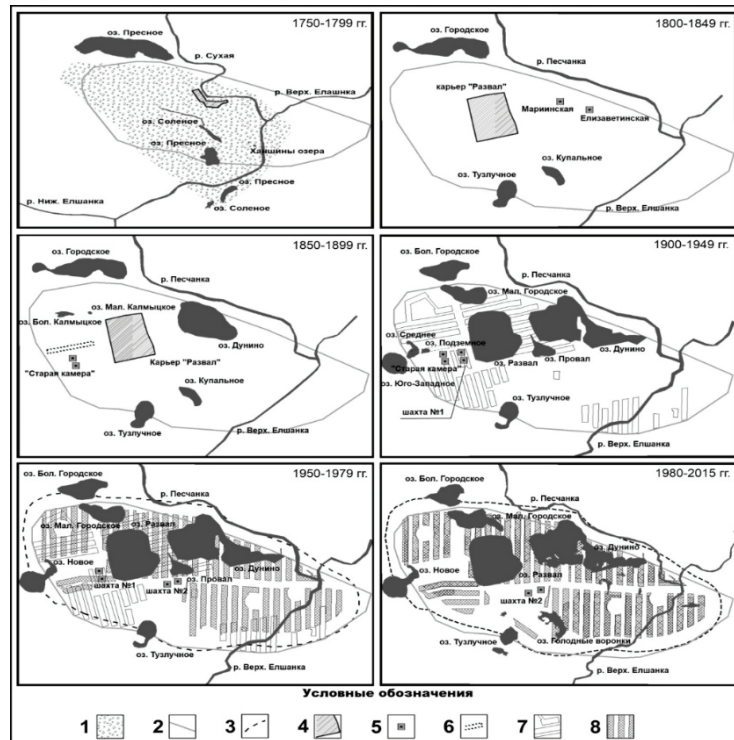 1750-1799 гг.
оз. Пресное
р. Сухая
р. Верх. Елашнка
оз. Соленое
оз. Пресное
Ханшины озера
оз. Пресное
р. Ниж. Елшанка
оз. Соленое
1800-1849 гг.
оз. Городское
р. Песчанка
карьер "Развал"
Мариинская
Елизаветинская
оз. Купальное
оз. Тузлучное
р. Верх. Елшанка
1850-1899 гг.
оз. Городское
р. Песчанка
оз. Мал. Калмыцкое
оз. Бол. Калмыцкое
оз. Дунино
"Старая камера"
Карьер "Развал"
оз. Купальное
оз. Тузлучное
р. Верх. Елшанка
1900-1949 гг.
оз. Бол. Городское
р. Песчанка
оз. Мал. Городское
оз. Среднее
оз. Подземное
оз. Дунино
оз. Провал
"Старая камера"
оз. Развал
оз. Юго-Западное
оз. Тузлучное
шахта №1
р. Верх. Елшанка
1950-1979 гг.
оз. Бол. Городское
р. Песчанка
оз. Мал. Городское
оз. Развал
оз. Новое
оз. Дунино
оз. Провал
шахта №1
шахта №2
оз. Тузлучное
р. Верх. Елшанка
1980-2015 гг.
оз. Бол. Городское
р. Песчанка
оз. Мал. Городское
оз. Дунино
оз. Новое
оз. Развал
шахта №2
оз. Тузлучное
оз. Голодные воронки
р. Верх. Елшанка
Условные обозначения
1 2 3 4 5 6 7 8